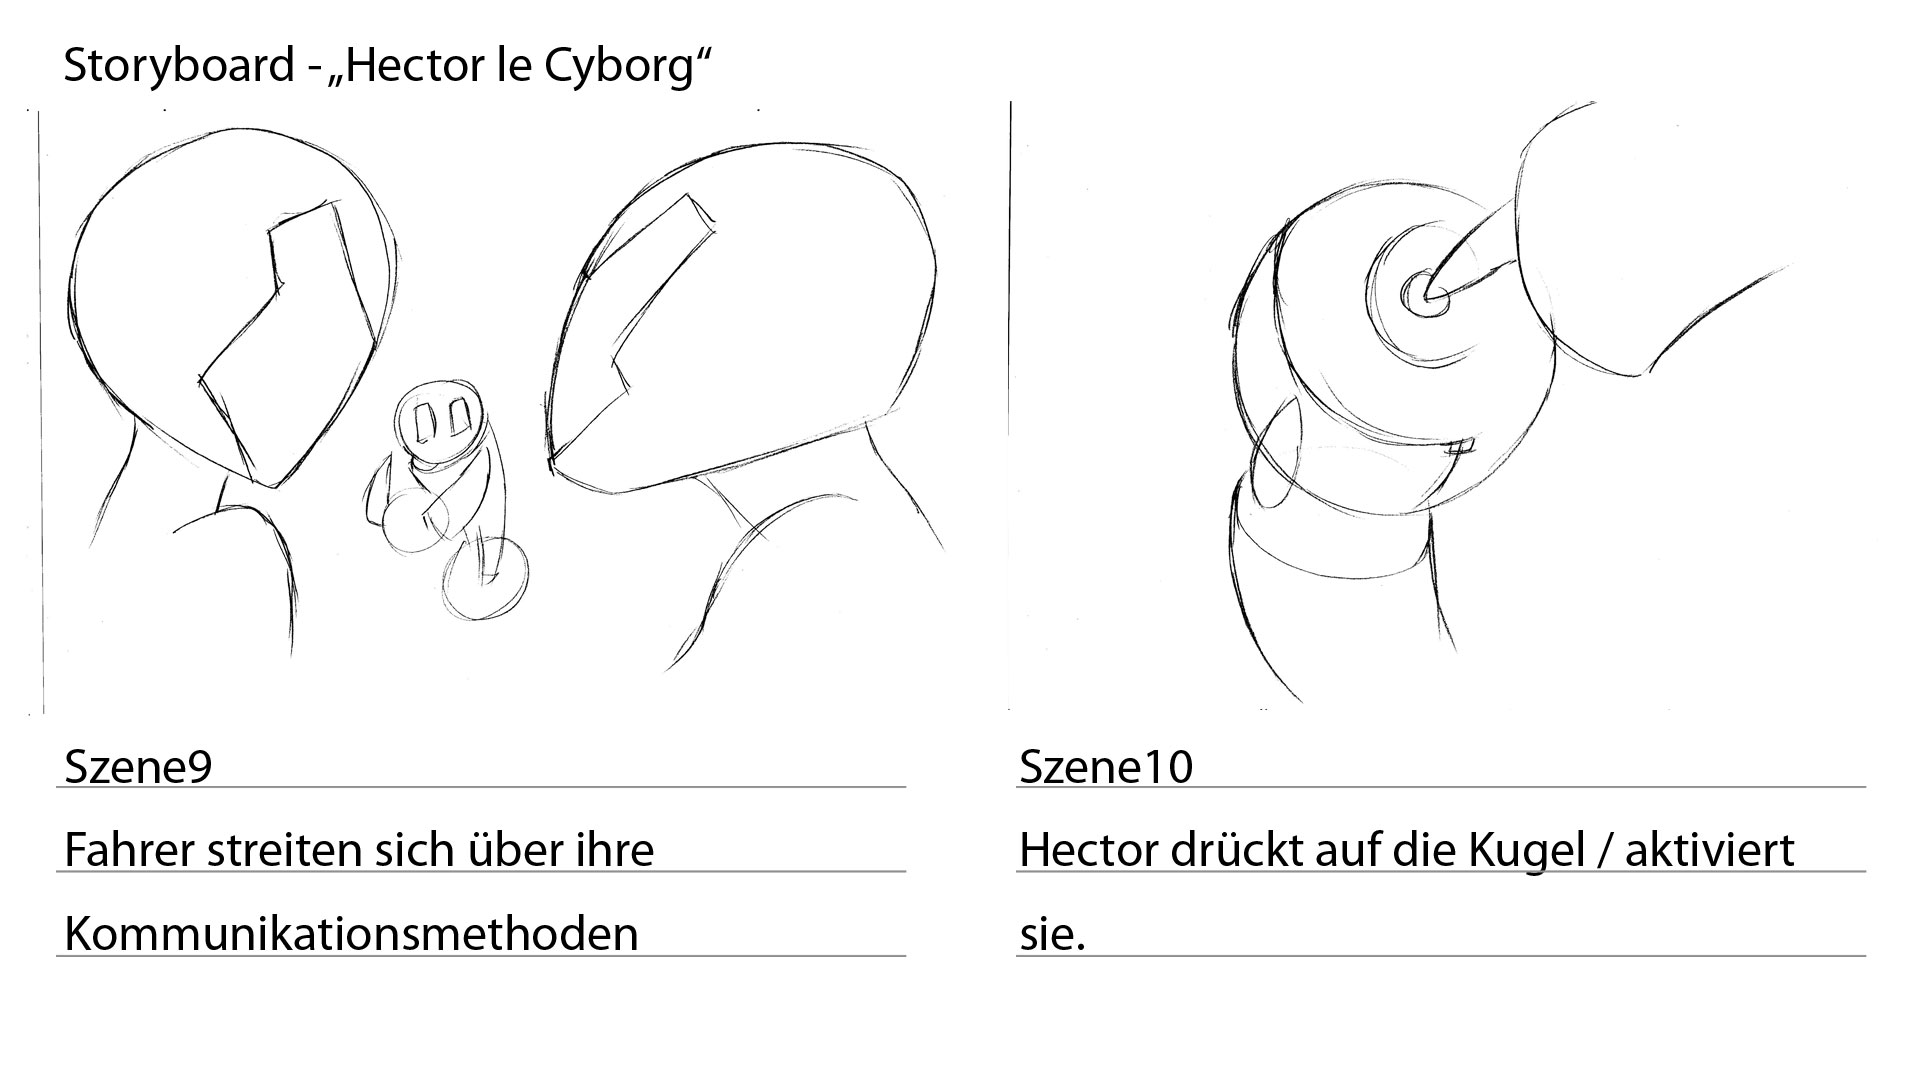 Storyboard - „Hector le Cyborg“
Szene9
Fahrer streiten sich über ihre
Kommunikationsmethoden
Szene10
Hector drückt auf die Kugel / aktiviert
sie.